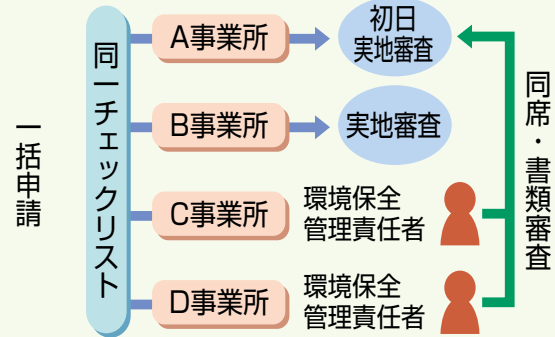 一括申請
同一チェックリスト
A事業所
初日
実地審査
B事業所
実地審査
C事業所
環境保全
管理責任者
D事業所
環境保全
管理責任者
同席・書類審査